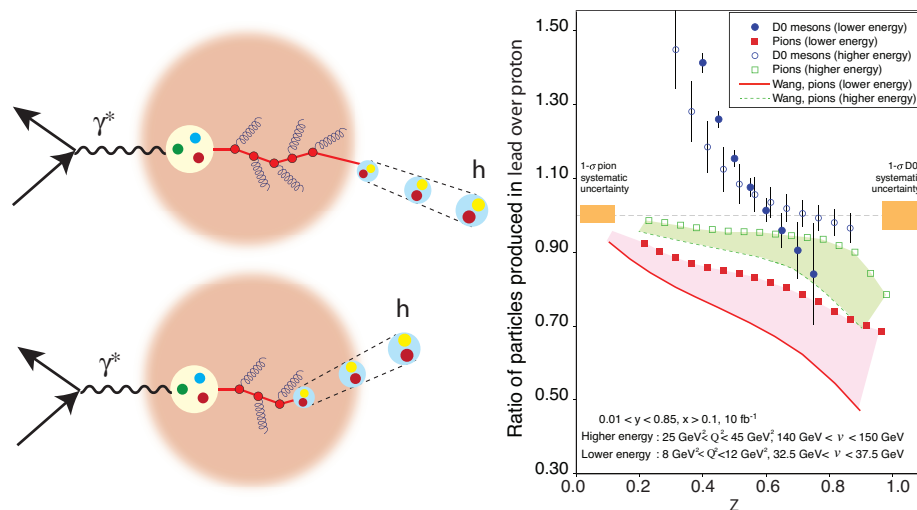 γ*
h
γ*
h
Ratio of particles produced in lead over proton
1.50
1.30
1.10
0.90
0.70
0.50
0.30
D0 mesons (lower energy)
Pions (lower energy)
D0 mesons (higher energy)
Pions (higher energy)
Wang, pions (lower energy)
Wang, pions (higher energy)
1-σ pion
systematic
uncertainty
1-σ D0
systematic
uncertainty
0.01 < y < 0.85, x > 0.1, 10 fb⁻¹
Higher energy : 25 GeV²< Q²< 45 GeV², 140 GeV < ν < 150 GeV
Lower energy : 8 GeV²< Q²<12 GeV², 32.5 GeV< ν < 37.5 GeV
0.0 0.2 0.4 0.6 0.8 1.0
Z